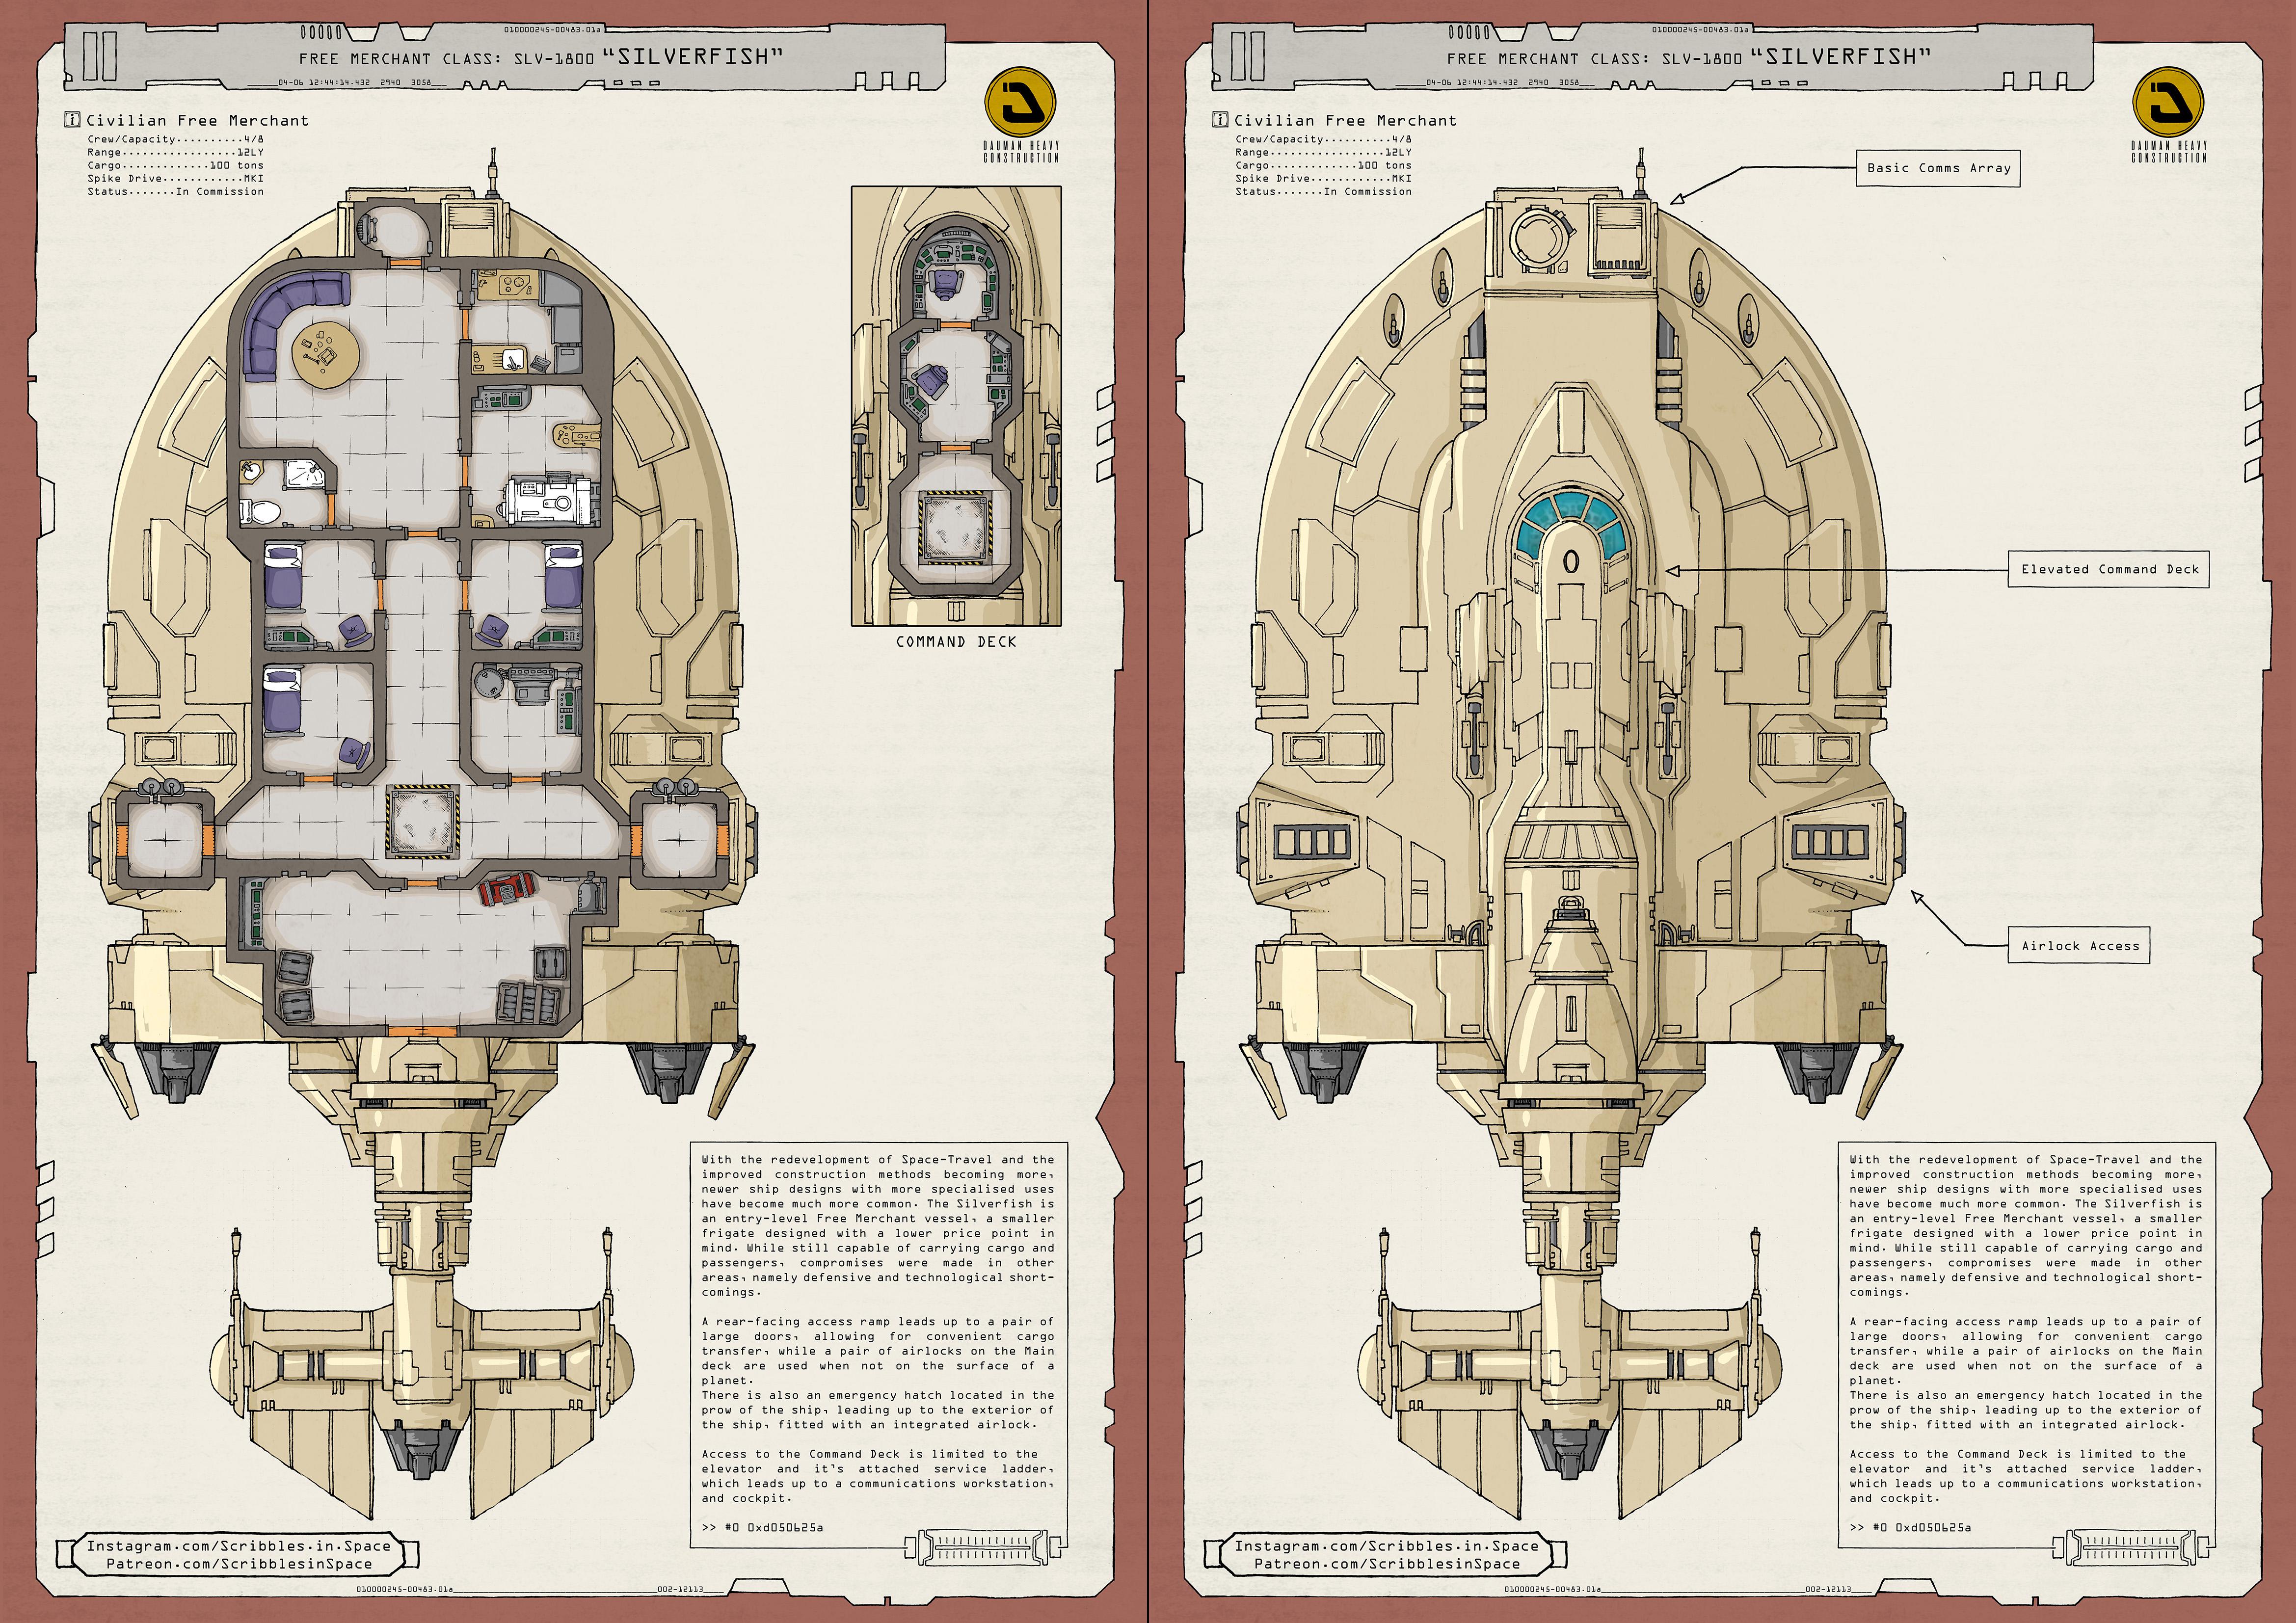 010000245-00483.01a
FREE MERCHANT CLASS: SLV-1800 “SILVERFISH”
04-06 12:44:14.432 2940 3058
i Civilian Free Merchant
Crew/Capacity··········4/8
Range·················12LY
Cargo·············100 tons
Spike Drive············MKI
Status·······In Commission
DAUMAN HEAVY
CONSTRUCTION
COMMAND DECK
With the redevelopment of Space-Travel and the
improved construction methods becoming more,
newer ship designs with more specialised uses
have become much more common. The Silverfish is
an entry-level Free Merchant vessel, a smaller
frigate designed with a lower price point in
mind. While still capable of carrying cargo and
passengers, compromises were made in other
areas, namely defensive and technological short-
comings.
A rear-facing access ramp leads up to a pair of
large doors, allowing for convenient cargo
transfer, while a pair of airlocks on the Main
deck are used when not on the surface of a
planet.
There is also an emergency hatch located in the
prow of the ship, leading up to the exterior of
the ship, fitted with an integrated airlock.
Access to the Command Deck is limited to the
elevator and it's attached service ladder,
which leads up to a communications workstation,
and cockpit.
>> #0 0xd050b25a
Instagram.com/Scribbles.in.Space
Patreon.com/ScribblesinSpace
010000245-00483.01a 002-12113
010000245-00483.01a
FREE MERCHANT CLASS: SLV-1800 “SILVERFISH”
04-06 12:44:14.432 2940 3058
i Civilian Free Merchant
Crew/Capacity··········4/8
Range·················12LY
Cargo·············100 tons
Spike Drive············MKI
Status·······In Commission
DAUMAN HEAVY
CONSTRUCTION
Basic Comms Array
Elevated Command Deck
Airlock Access
With the redevelopment of Space-Travel and the
improved construction methods becoming more,
newer ship designs with more specialised uses
have become much more common. The Silverfish is
an entry-level Free Merchant vessel, a smaller
frigate designed with a lower price point in
mind. While still capable of carrying cargo and
passengers, compromises were made in other
areas, namely defensive and technological short-
comings.
A rear-facing access ramp leads up to a pair of
large doors, allowing for convenient cargo
transfer, while a pair of airlocks on the Main
deck are used when not on the surface of a
planet.
There is also an emergency hatch located in the
prow of the ship, leading up to the exterior of
the ship, fitted with an integrated airlock.
Access to the Command Deck is limited to the
elevator and it's attached service ladder,
which leads up to a communications workstation,
and cockpit.
>> #0 0xd050b25a
Instagram.com/Scribbles.in.Space
Patreon.com/ScribblesinSpace
010000245-00483.01a 002-12113